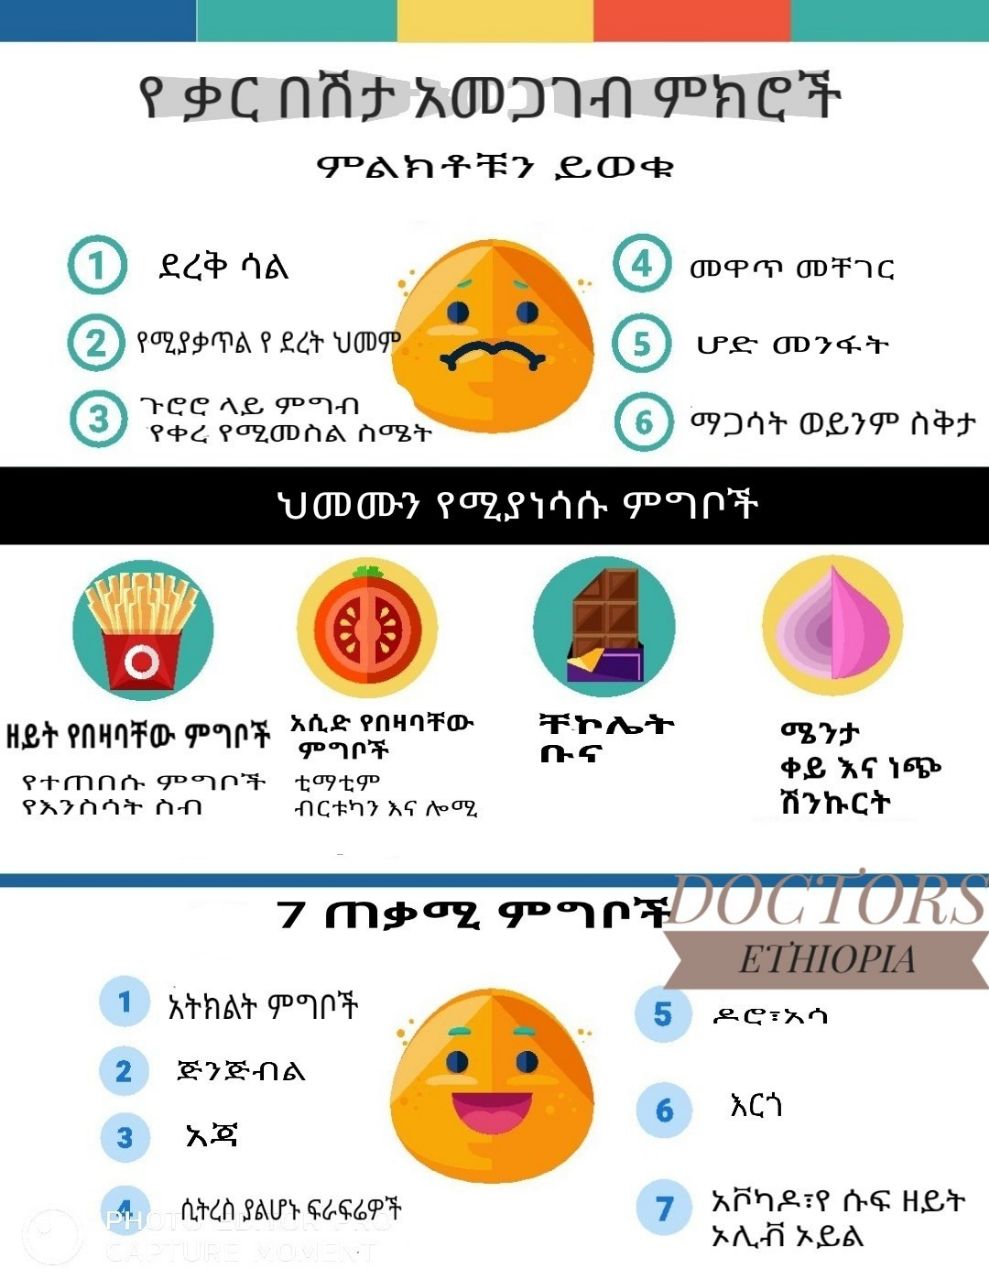 የ ቃር በሽታ አመጋገብ ምክሮች
ምልክቶቹን ይወቁ
1 ደረቅ ሳል
2 የሚያቃጥል የ ደረት ህመም
3 ጉሮሮ ላይ ምግብ
የቀረ የሚመስል ስሜት
4 መዋጥ መቸገር
5 ሆድ መንፋት
6 ማጋሳት ወይንም ስቅታ
ህመሙን የሚያነሳሱ ምግቦች
ዘይት የበዛባቸው ምግቦች
የተጠበሱ ምግቦች
የእንስሳት ስብ
አሲድ የበዛባቸው
ምግቦች
ቲማቲም
ብርቱካን እና ሎሚ
ቸኮሌት
ቡና
ሜንታ
ቀይ እና ነጭ
ሽንኩርት
7 ጠቃሚ ምግቦች
DOCTORS
ETHIOPIA
1 አትክልት ምግቦች
2 ጅንጅብል
3 አጃ
4 ሲትረስ ያልሆኑ ፍራፍሬዎች
5 ዶሮ፣አሳ
6 እርጎ
7 አቮካዶ፣የ ሱፍ ዘይት
ኦሊቭ ኦይል
PHOTO EDITOR PRO
CAPTURE MOMENT